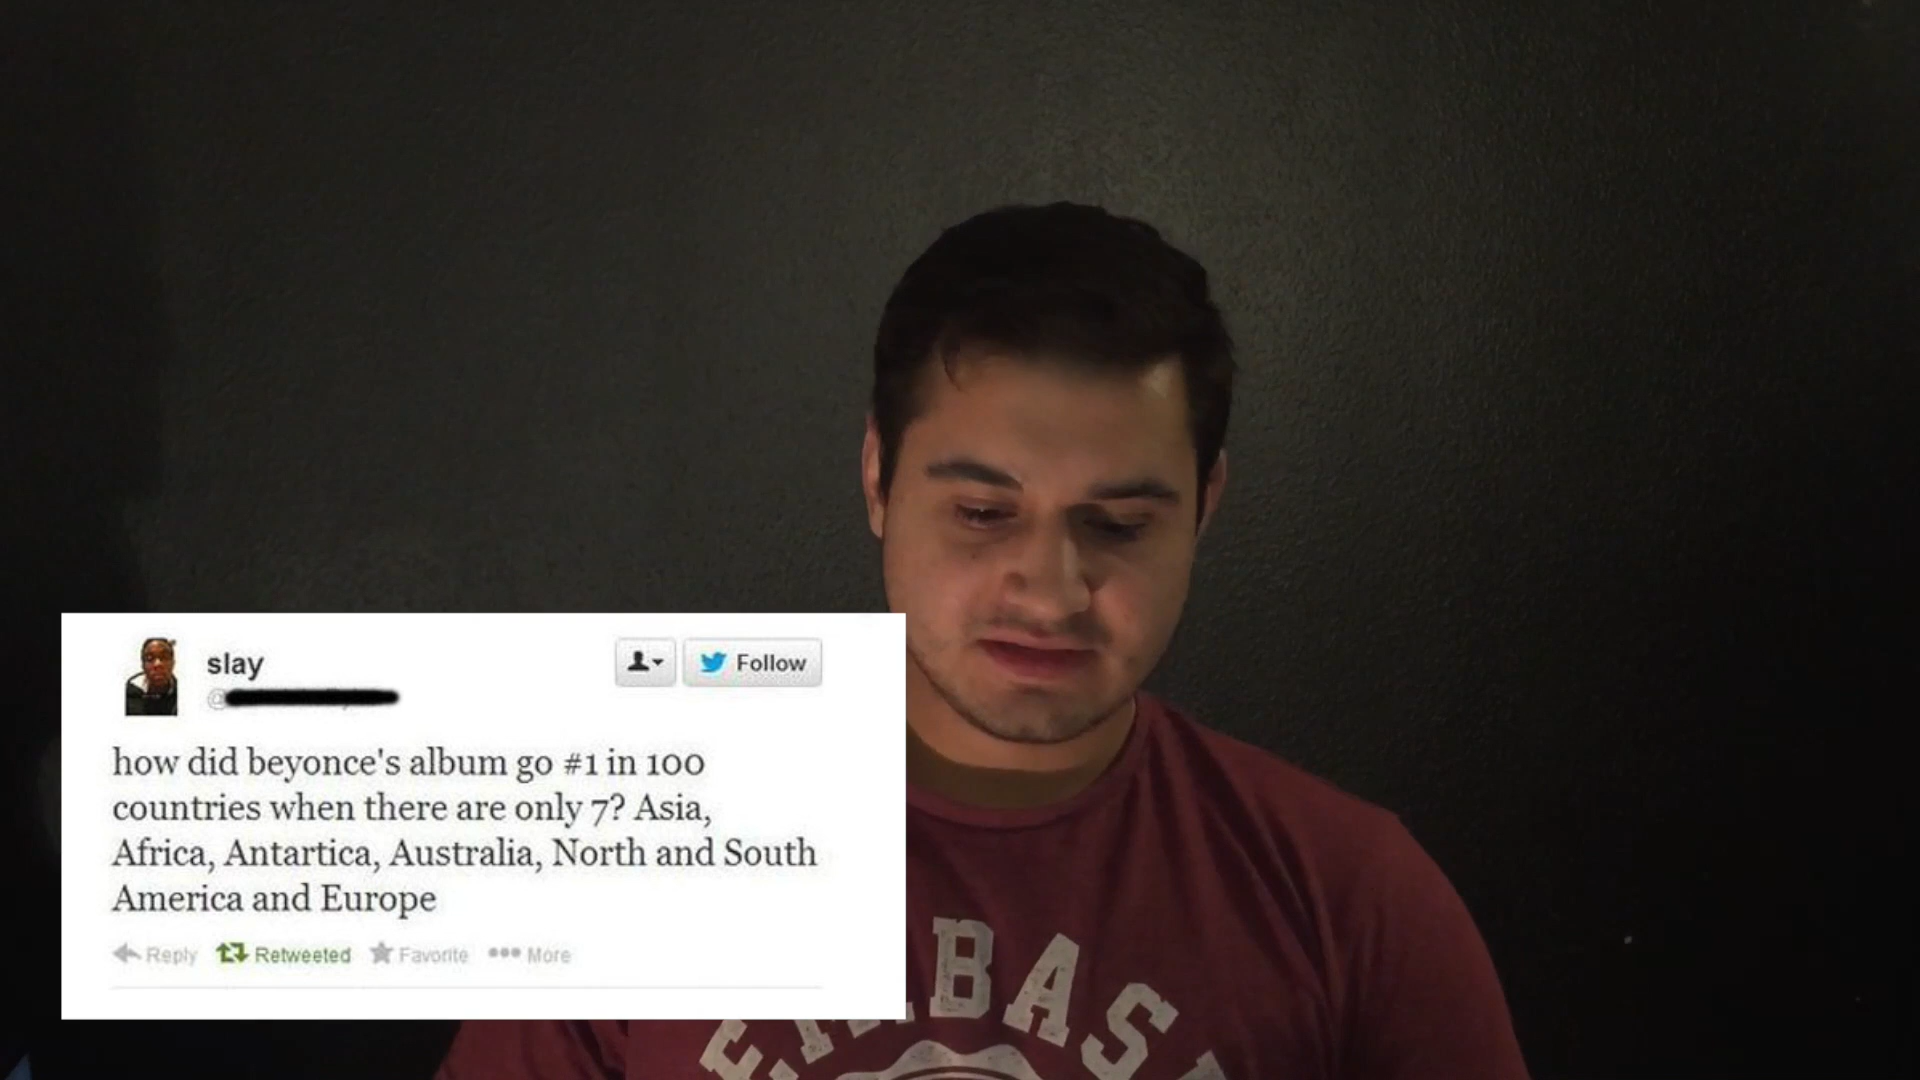 slay
@
Follow
how did beyonce's album go #1 in 100
countries when there are only 7? Asia,
Africa, Antartica, Australia, North and South
America and Europe
Reply Retweeted Favorite More